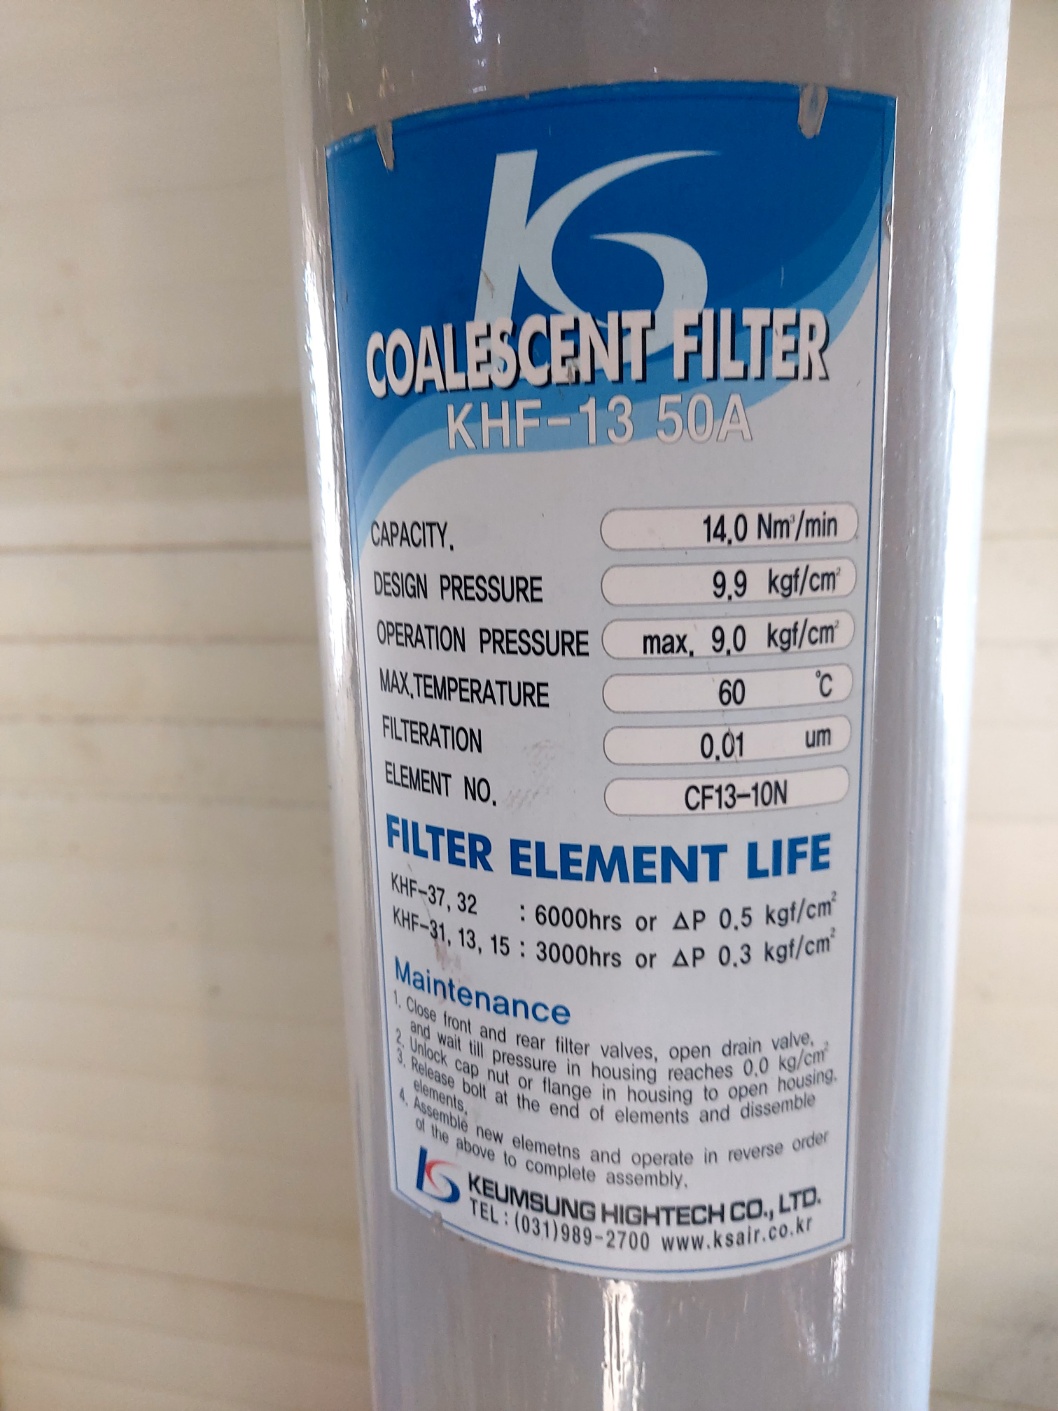 COALESCENT FILTER
KHF-13 50A
CAPACITY. 14.0 Nm³/min
DESIGN PRESSURE 9.9 kgf/cm²
OPERATION PRESSURE max. 9.0 kgf/cm²
MAX.TEMPERATURE 60 ℃
FILTERATION 0.01 um
ELEMENT NO. CF13-10N
FILTER ELEMENT LIFE
KHF-37, 32 : 6000hrs or △P 0.5 kgf/cm²
KHF-31, 13, 15 : 3000hrs or △P 0.3 kgf/cm²
Maintenance
1. Close front and rear filter valves, open drain valve,
and wait till pressure in housing reaches 0.0 kg/cm²
2. Unlock cap nut or flange in housing to open housing.
3. Release bolt at the end of elements and dissemble
elements.
4. Assemble new elemetns and operate in reverse order
of the above to complete assembly.
KEUMSUNG HIGHTECH CO., LTD.
TEL : (031)989-2700 www.ksair.co.kr